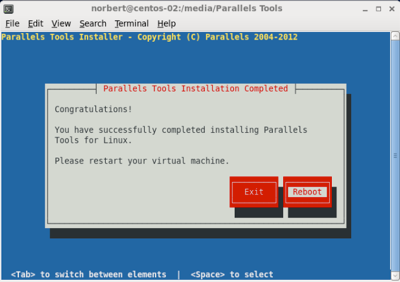 norbert@centos-02:/media/Parallels Tools
File Edit View Search Terminal Help
Parallels Tools Installer - Copyright (C) Parallels 2004-2012
Parallels Tools Installation Completed
Congratulations!
You have successfully completed installing Parallels
Tools for Linux.
Please restart your virtual machine.
Exit Reboot
<Tab> to switch between elements | <Space> to select